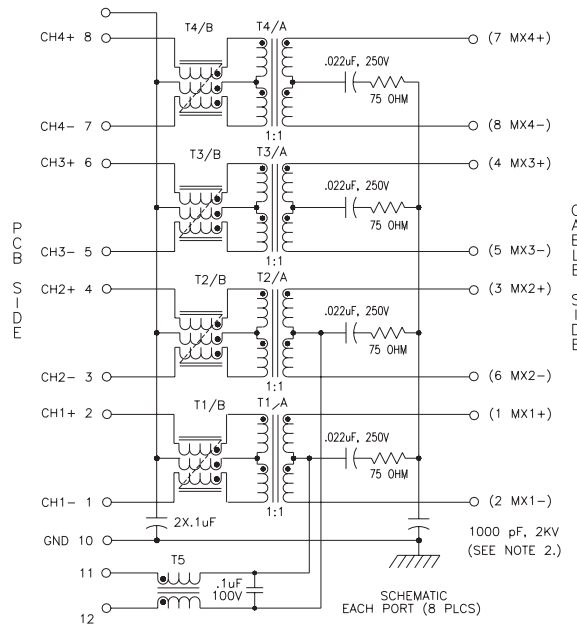 T4/B
T4/A
CH4+ 8
(7 MX4+)
.022uF, 250V
75 OHM
CH4- 7
(8 MX4-)
1:1
T3/B
T3/A
CH3+ 6
(4 MX3+)
.022uF, 250V
75 OHM
CH3- 5
(5 MX3-)
1:1
PCB SIDE
CABLE SIDE
T2/B
T2/A
CH2+ 4
(3 MX2+)
.022uF, 250V
75 OHM
CH2- 3
(6 MX2-)
1:1
T1/B
T1/A
CH1+ 2
(1 MX1+)
.022uF, 250V
75 OHM
CH1- 1
(2 MX1-)
1:1
2X.1uF
1000 pF, 2KV
(SEE NOTE 2.)
GND 10
T5
11
.1uF
100V
12
SCHEMATIC
EACH PORT (8 PLCS)